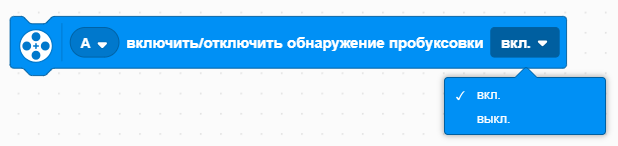 A включить/отключить обнаружение пробуксовки вкл.
вкл.
выкл.